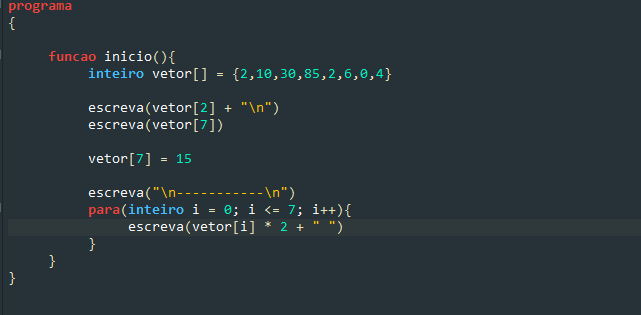 programa
{
funcao inicio(){
inteiro vetor[] = {2,10,30,85,2,6,0,4}
escreva(vetor[2] + "\n")
escreva(vetor[7])
vetor[7] = 15
escreva("\n-----------\n")
para(inteiro i = 0; i <= 7; i++){
escreva(vetor[i] * 2 + " ")
}
}
}